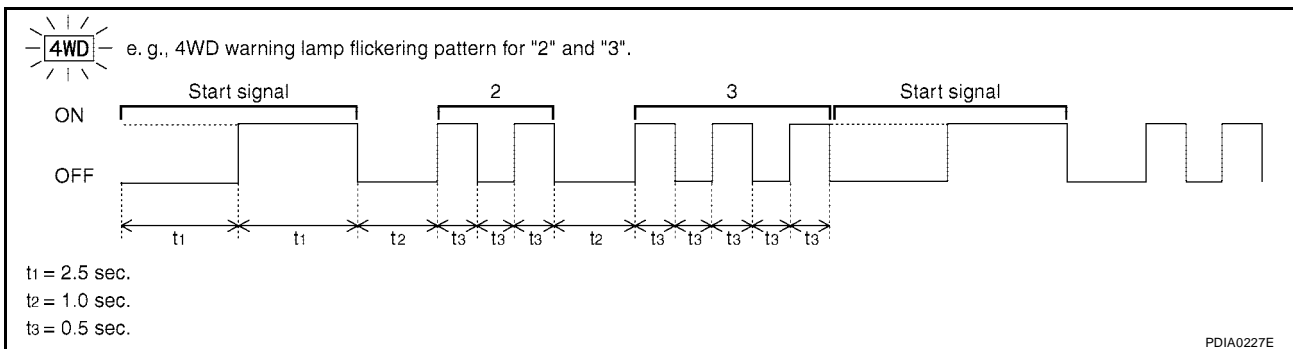 4WD e. g., 4WD warning lamp flickering pattern for "2" and "3".
Start signal 2 3 Start signal
ON
OFF
t1 t1 t2 t3 t3 t3 t2 t3 t3 t3 t3 t3
t1 = 2.5 sec.
t2 = 1.0 sec.
t3 = 0.5 sec.
PDIA0227E